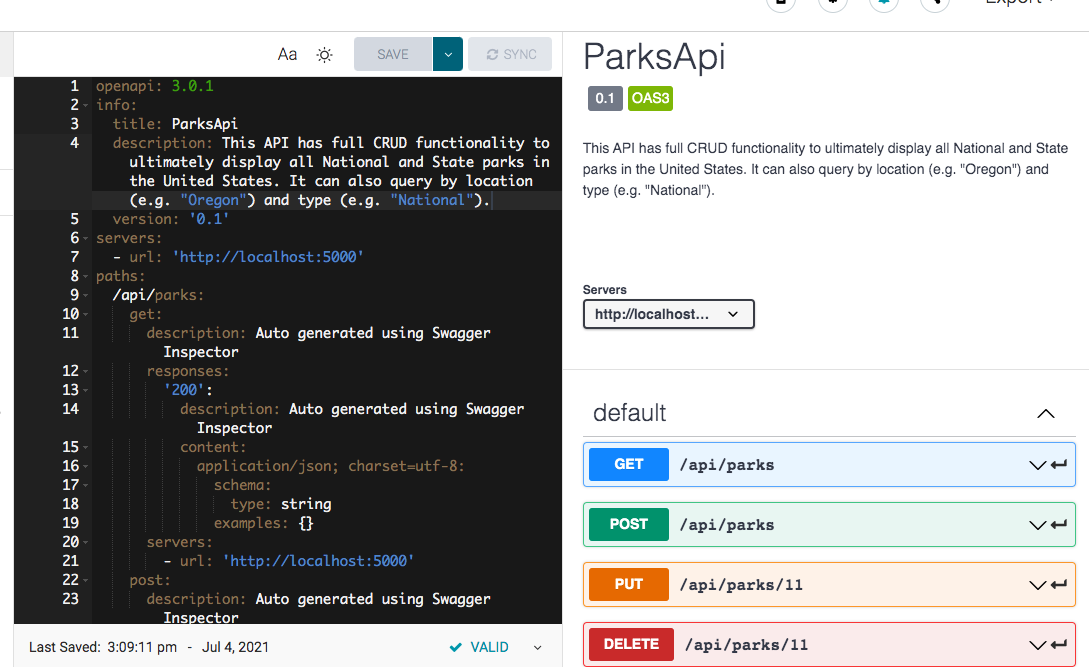 Export
Aa SAVE SYNC
1 openapi: 3.0.1
2 info:
3 title: ParksApi
4 description: This API has full CRUD functionality to
ultimately display all National and State parks in
the United States. It can also query by location
(e.g. "Oregon") and type (e.g. "National").
5 version: '0.1'
6 servers:
7 - url: 'http://localhost:5000'
8 paths:
9 /api/parks:
10 get:
11 description: Auto generated using Swagger
Inspector
12 responses:
13 '200':
14 description: Auto generated using Swagger
Inspector
15 content:
16 application/json; charset=utf-8:
17 schema:
18 type: string
19 examples: {}
20 servers:
21 - url: 'http://localhost:5000'
22 post:
23 description: Auto generated using Swagger
Inspector
Last Saved: 3:09:11 pm - Jul 4, 2021 VALID
ParksApi
0.1 OAS3
This API has full CRUD functionality to ultimately display all National and State
parks in the United States. It can also query by location (e.g. "Oregon") and
type (e.g. "National").
Servers
http://localhost...
default
GET /api/parks
POST /api/parks
PUT /api/parks/11
DELETE /api/parks/11